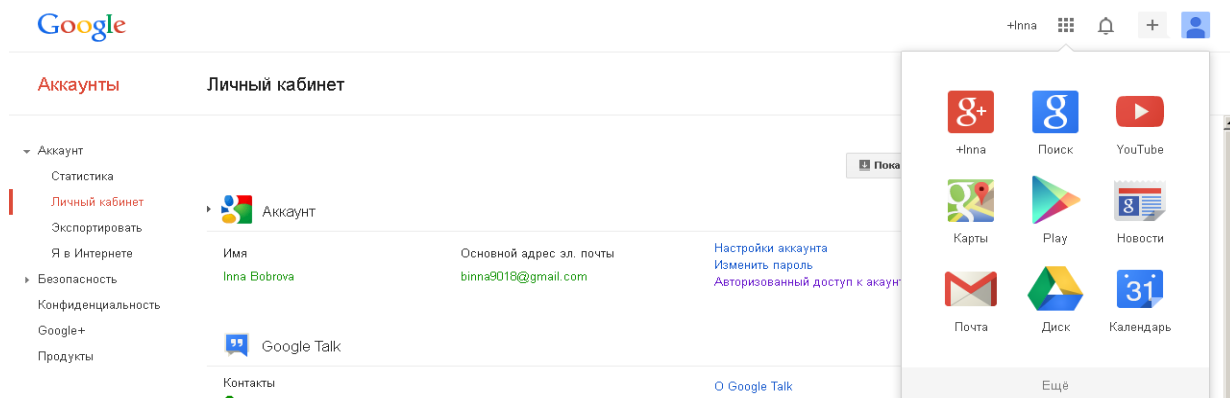 Google
+Inna
Аккаунты
Личный кабинет
Аккаунт
Статистика
Личный кабинет
Экспортировать
Я в Интернете
Безопасность
Конфиденциальность
Google+
Продукты
Аккаунт
Имя
Основной адрес эл. почты
Настройки аккаунта
Inna Bobrova
binna9018@gmail.com
Изменить пароль
Авторизованный доступ к акаунт
Google Talk
Контакты
О Google Talk
+Inna
Поиск
YouTube
Карты
Play
Новости
31
Почта
Диск
Календарь
Ещё